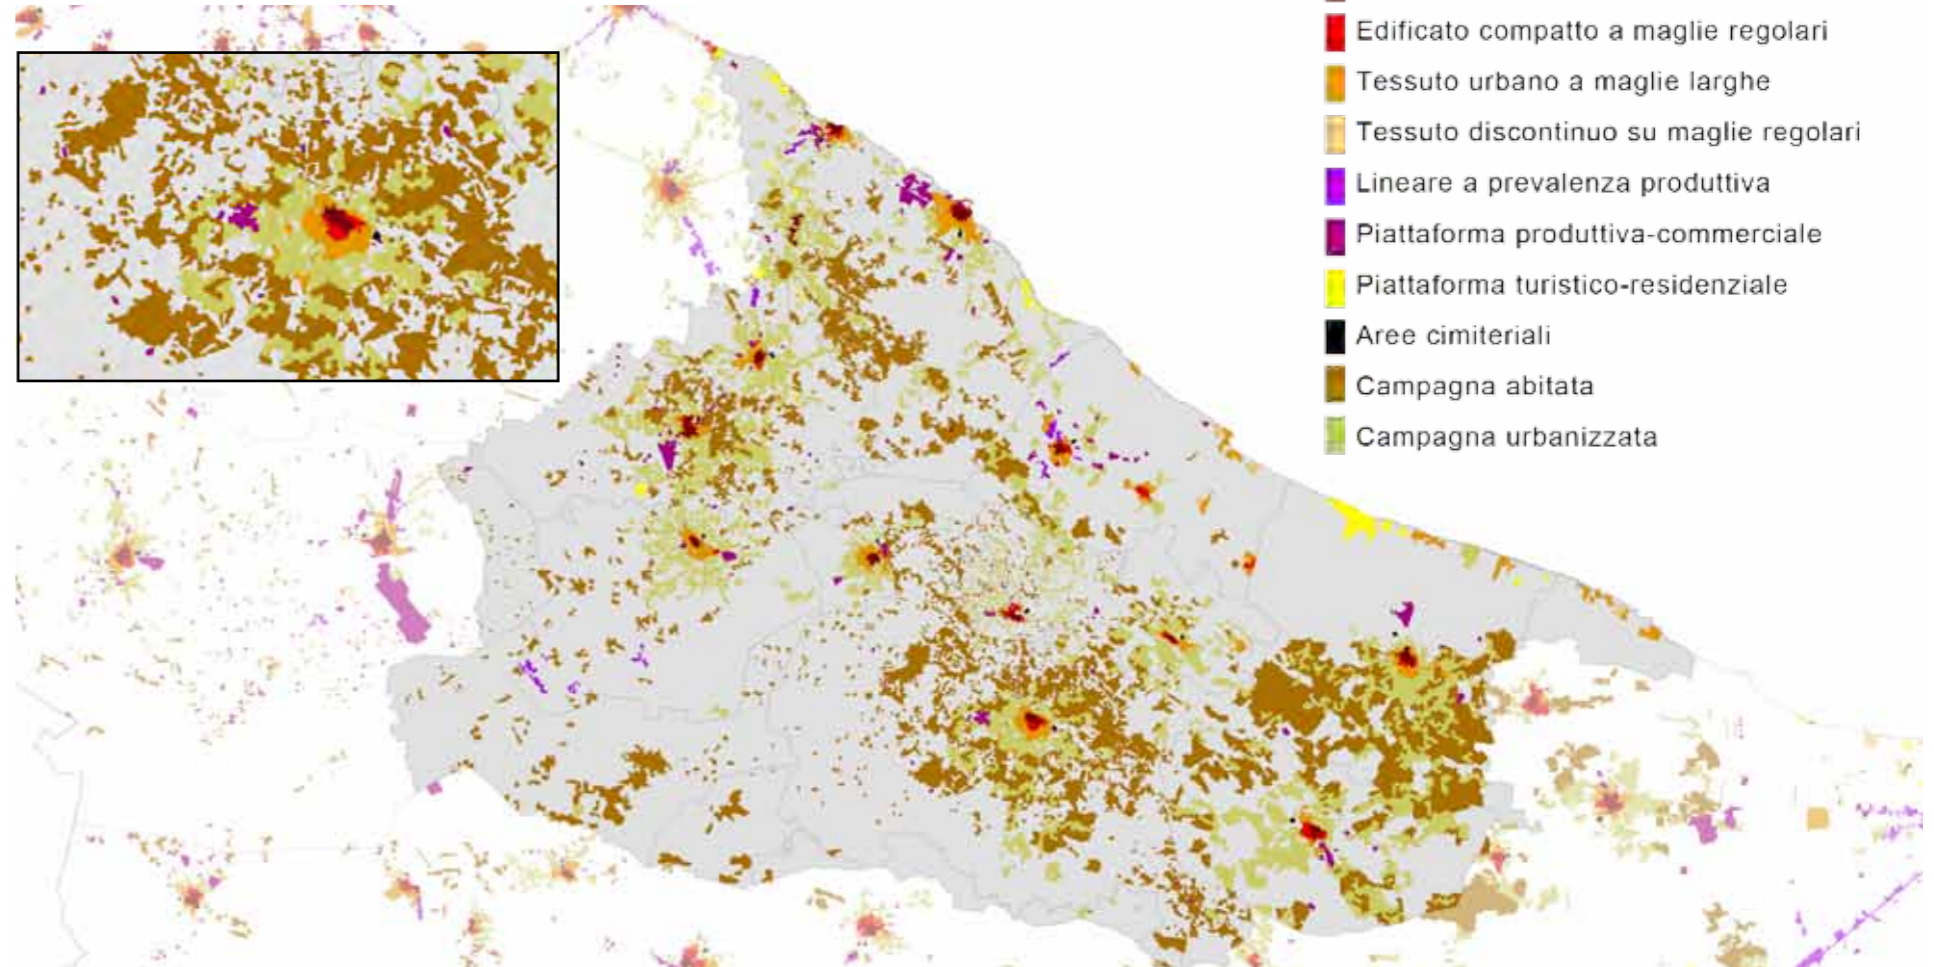 Edificato compatto a maglie regolari
Tessuto urbano a maglie larghe
Tessuto discontinuo su maglie regolari
Lineare a prevalenza produttiva
Piattaforma produttiva-commerciale
Piattaforma turistico-residenziale
Aree cimiteriali
Campagna abitata
Campagna urbanizzata